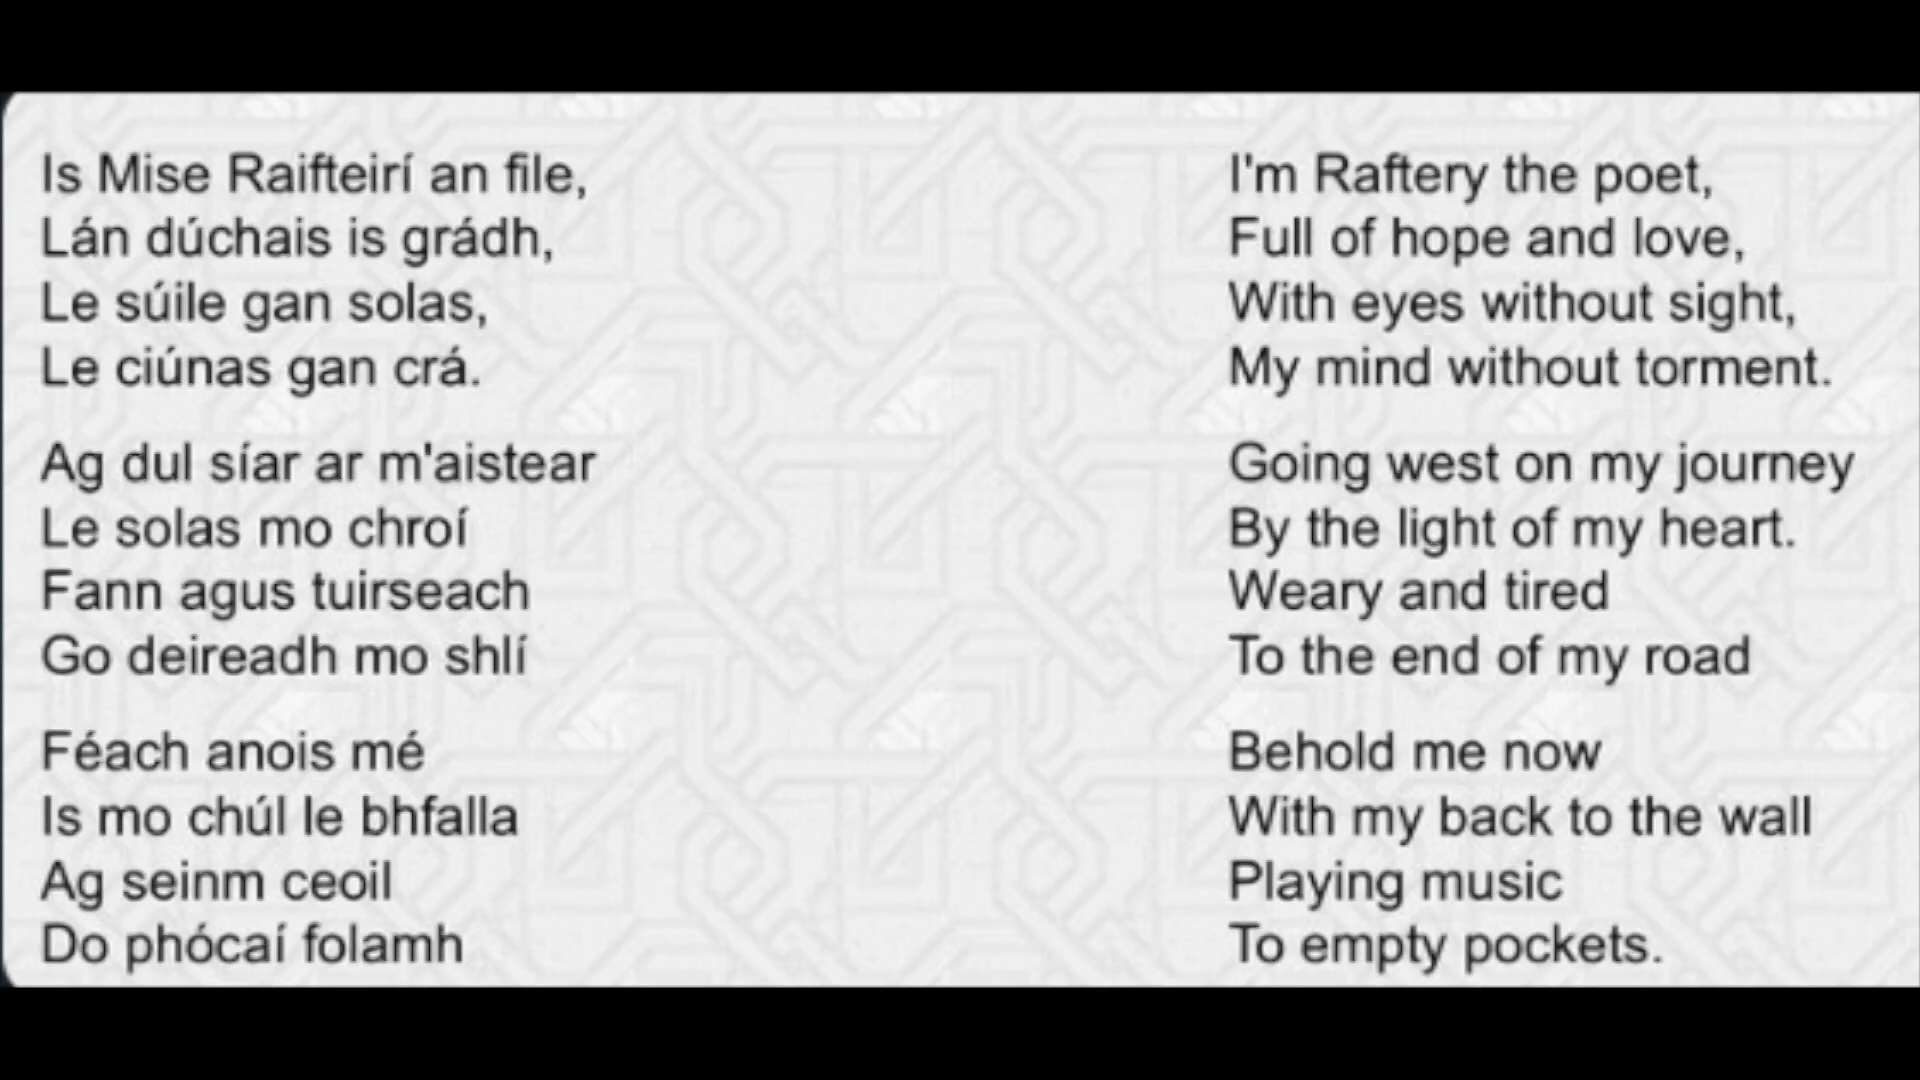 Is Mise Raifteirí an file,
Lán dúchais is grádh,
Le súile gan solas,
Le ciúnas gan crá.
Ag dul síar ar m'aistear
Le solas mo chroí
Fann agus tuirseach
Go deireadh mo shlí
Féach anois mé
Is mo chúl le bhfalla
Ag seinm ceoil
Do phócaí folamh
I'm Raftery the poet,
Full of hope and love,
With eyes without sight,
My mind without torment.
Going west on my journey
By the light of my heart.
Weary and tired
To the end of my road
Behold me now
With my back to the wall
Playing music
To empty pockets.